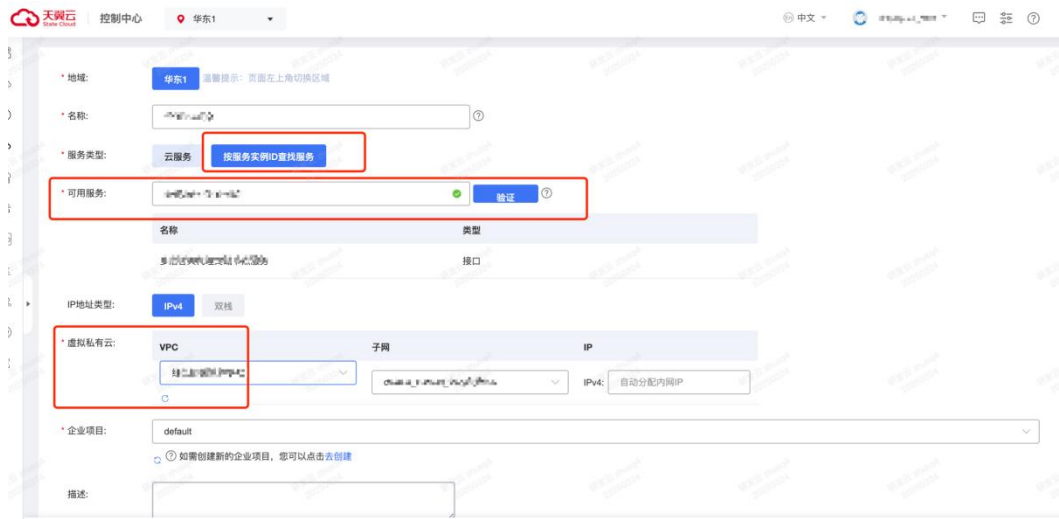 天翼云 控制中心 华东1 中文
State Cloud
* 地域: 华东1 温馨提示：页面左上角切换区域
* 名称:
* 服务类型: 云服务 按服务实例ID查找服务
* 可用服务: 验证
名称 类型
接口
IP地址类型: IPv4 双栈
* 虚拟私有云: VPC 子网 IP
IPv4: 自动分配内网IP
* 企业项目: default
如需创建新的企业项目，您可以点击去创建
描述: